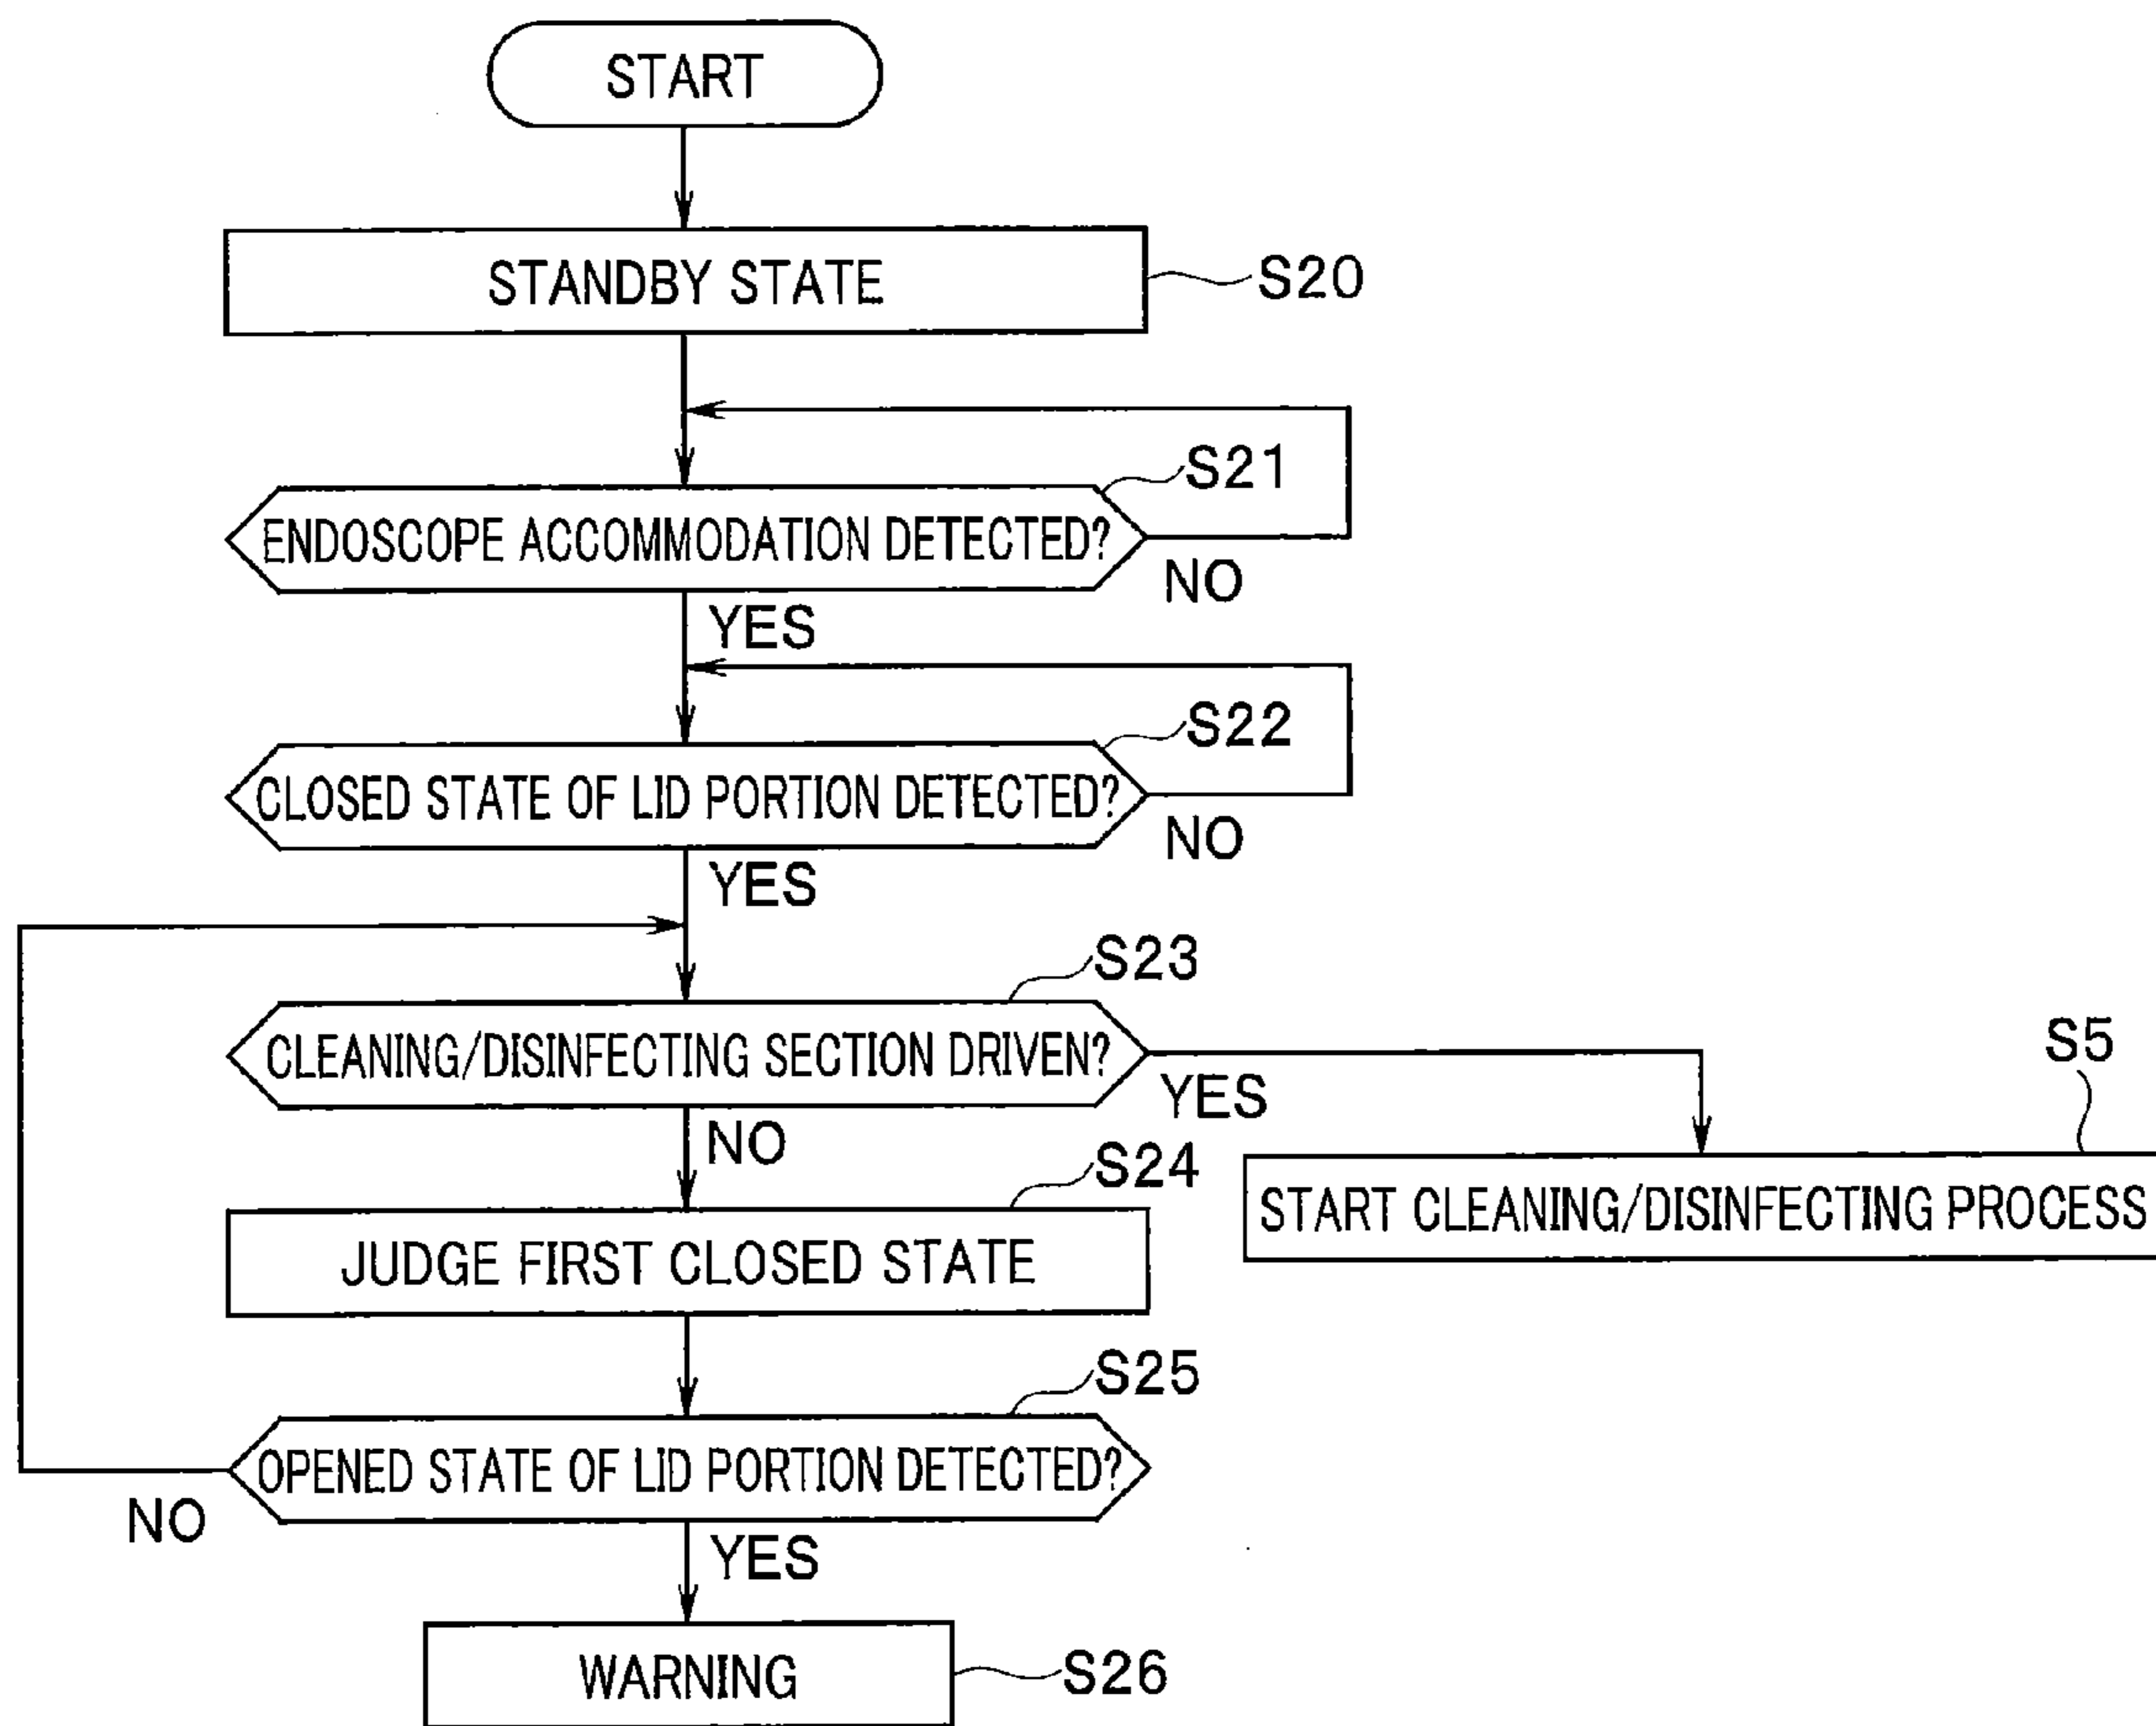 START
STANDBY STATE
S20
S21
ENDOSCOPE ACCOMMODATION DETECTED?
NO
YES
S22
CLOSED STATE OF LID PORTION DETECTED?
NO
YES
S23
CLEANING/DISINFECTING SECTION DRIVEN?
YES
NO
S5
START CLEANING/DISINFECTING PROCESS
S24
JUDGE FIRST CLOSED STATE
S25
OPENED STATE OF LID PORTION DETECTED?
NO
YES
WARNING
S26